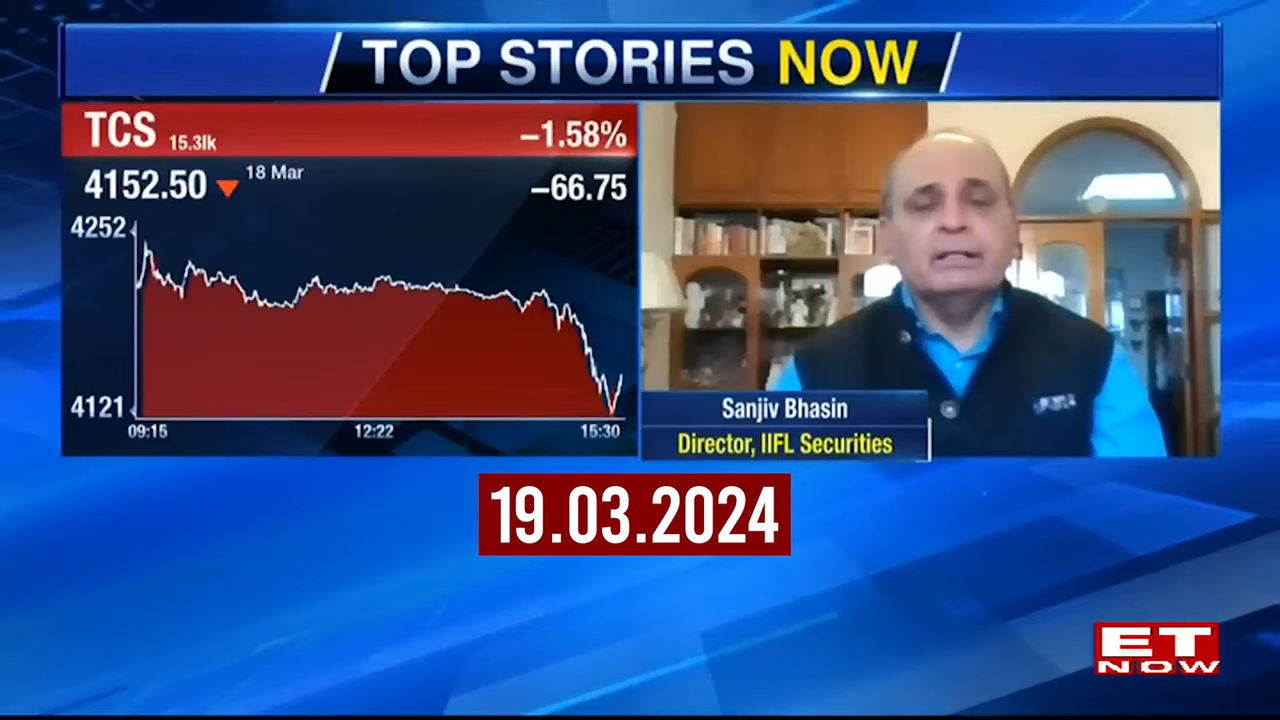 TOP STORIES NOW
TCS 15.3lk –1.58%
4152.50 18 Mar –66.75
4252
4121
09:15 12:22 15:30
Sanjiv Bhasin
Director, IIFL Securities
19.03.2024
ET
NOW